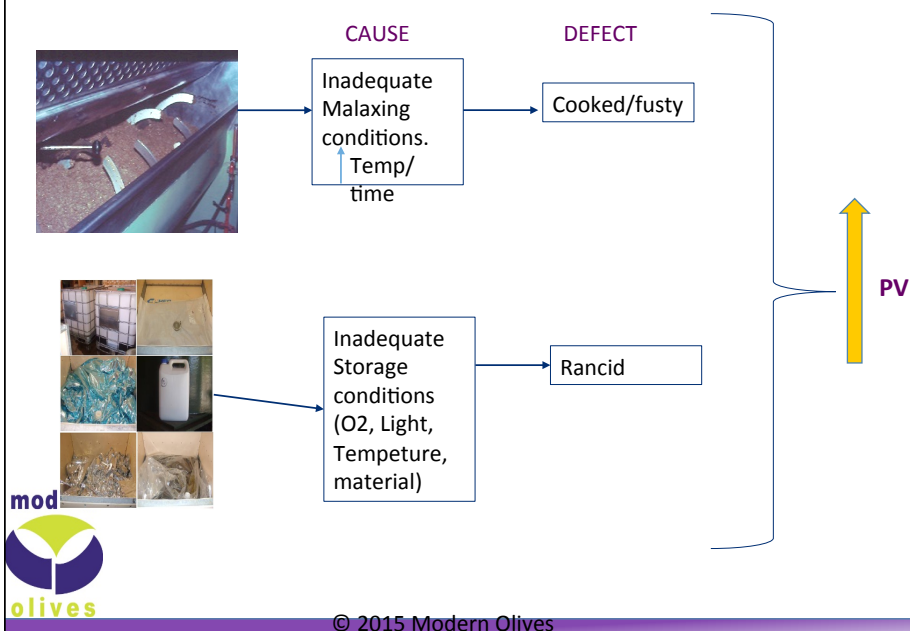 CAUSE
DEFECT
Inadequate
Malaxing
conditions.
Temp/
time
Cooked/fusty
PV
Inadequate
Storage
conditions
(O2, Light,
Tempeture,
material)
Rancid
mod
olives
© 2015 Modern Olives